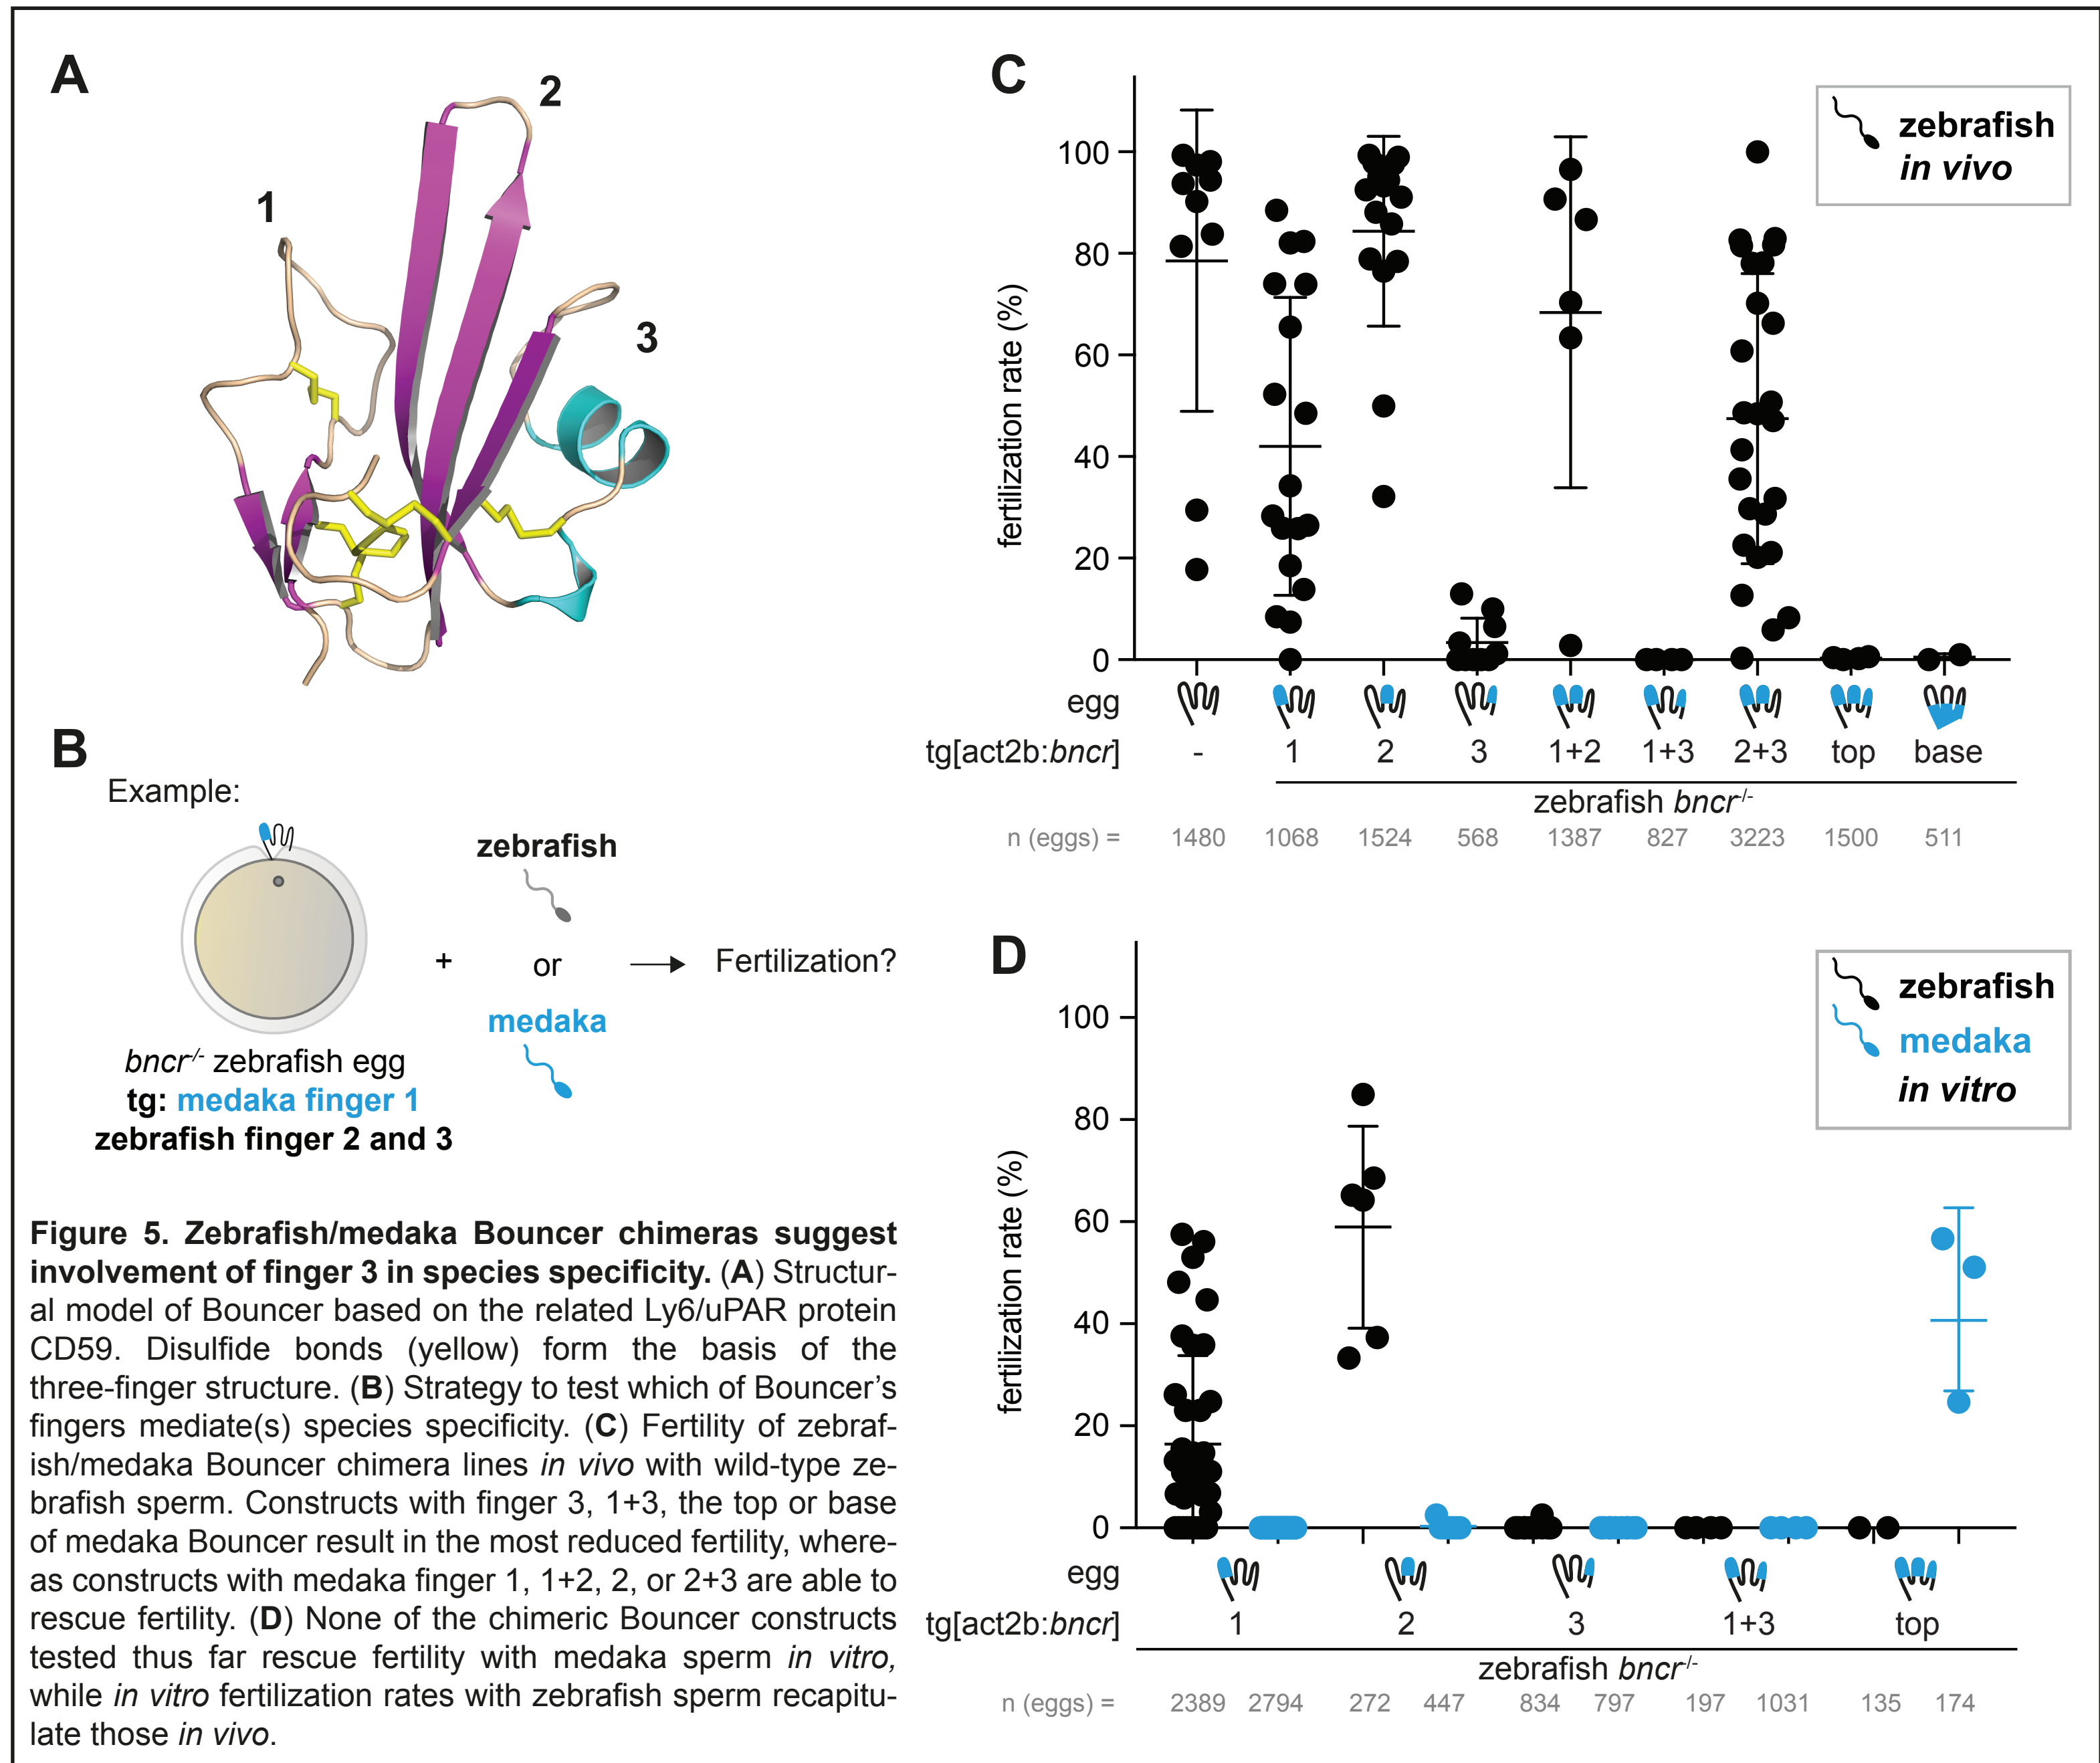 A
1
2
3
B
Example:
zebrafish
+
or
Fertilization?
medaka
bncr-/- zebrafish egg
tg: medaka finger 1
zebrafish finger 2 and 3
Figure 5. Zebrafish/medaka Bouncer chimeras suggest
involvement of finger 3 in species specificity. (A) Structur-
al model of Bouncer based on the related Ly6/uPAR protein
CD59. Disulfide bonds (yellow) form the basis of the
three-finger structure. (B) Strategy to test which of Bouncer's
fingers mediate(s) species specificity. (C) Fertility of zebraf-
ish/medaka Bouncer chimera lines in vivo with wild-type ze-
brafish sperm. Constructs with finger 3, 1+3, the top or base
of medaka Bouncer result in the most reduced fertility, where-
as constructs with medaka finger 1, 1+2, 2, or 2+3 are able to
rescue fertility. (D) None of the chimeric Bouncer constructs
tested thus far rescue fertility with medaka sperm in vitro,
while in vitro fertilization rates with zebrafish sperm recapitu-
late those in vivo.
C
zebrafish
in vivo
fertilization rate (%)
100
80
60
40
20
0
egg
tg[act2b:bncr] - 1 2 3 1+2 1+3 2+3 top base
zebrafish bncr-/-
n (eggs) = 1480 1068 1524 568 1387 827 3223 1500 511
D
zebrafish
medaka
in vitro
fertilization rate (%)
100
80
60
40
20
0
egg
tg[act2b:bncr] 1 2 3 1+3 top
zebrafish bncr-/-
n (eggs) = 2389 2794 272 447 834 797 197 1031 135 174